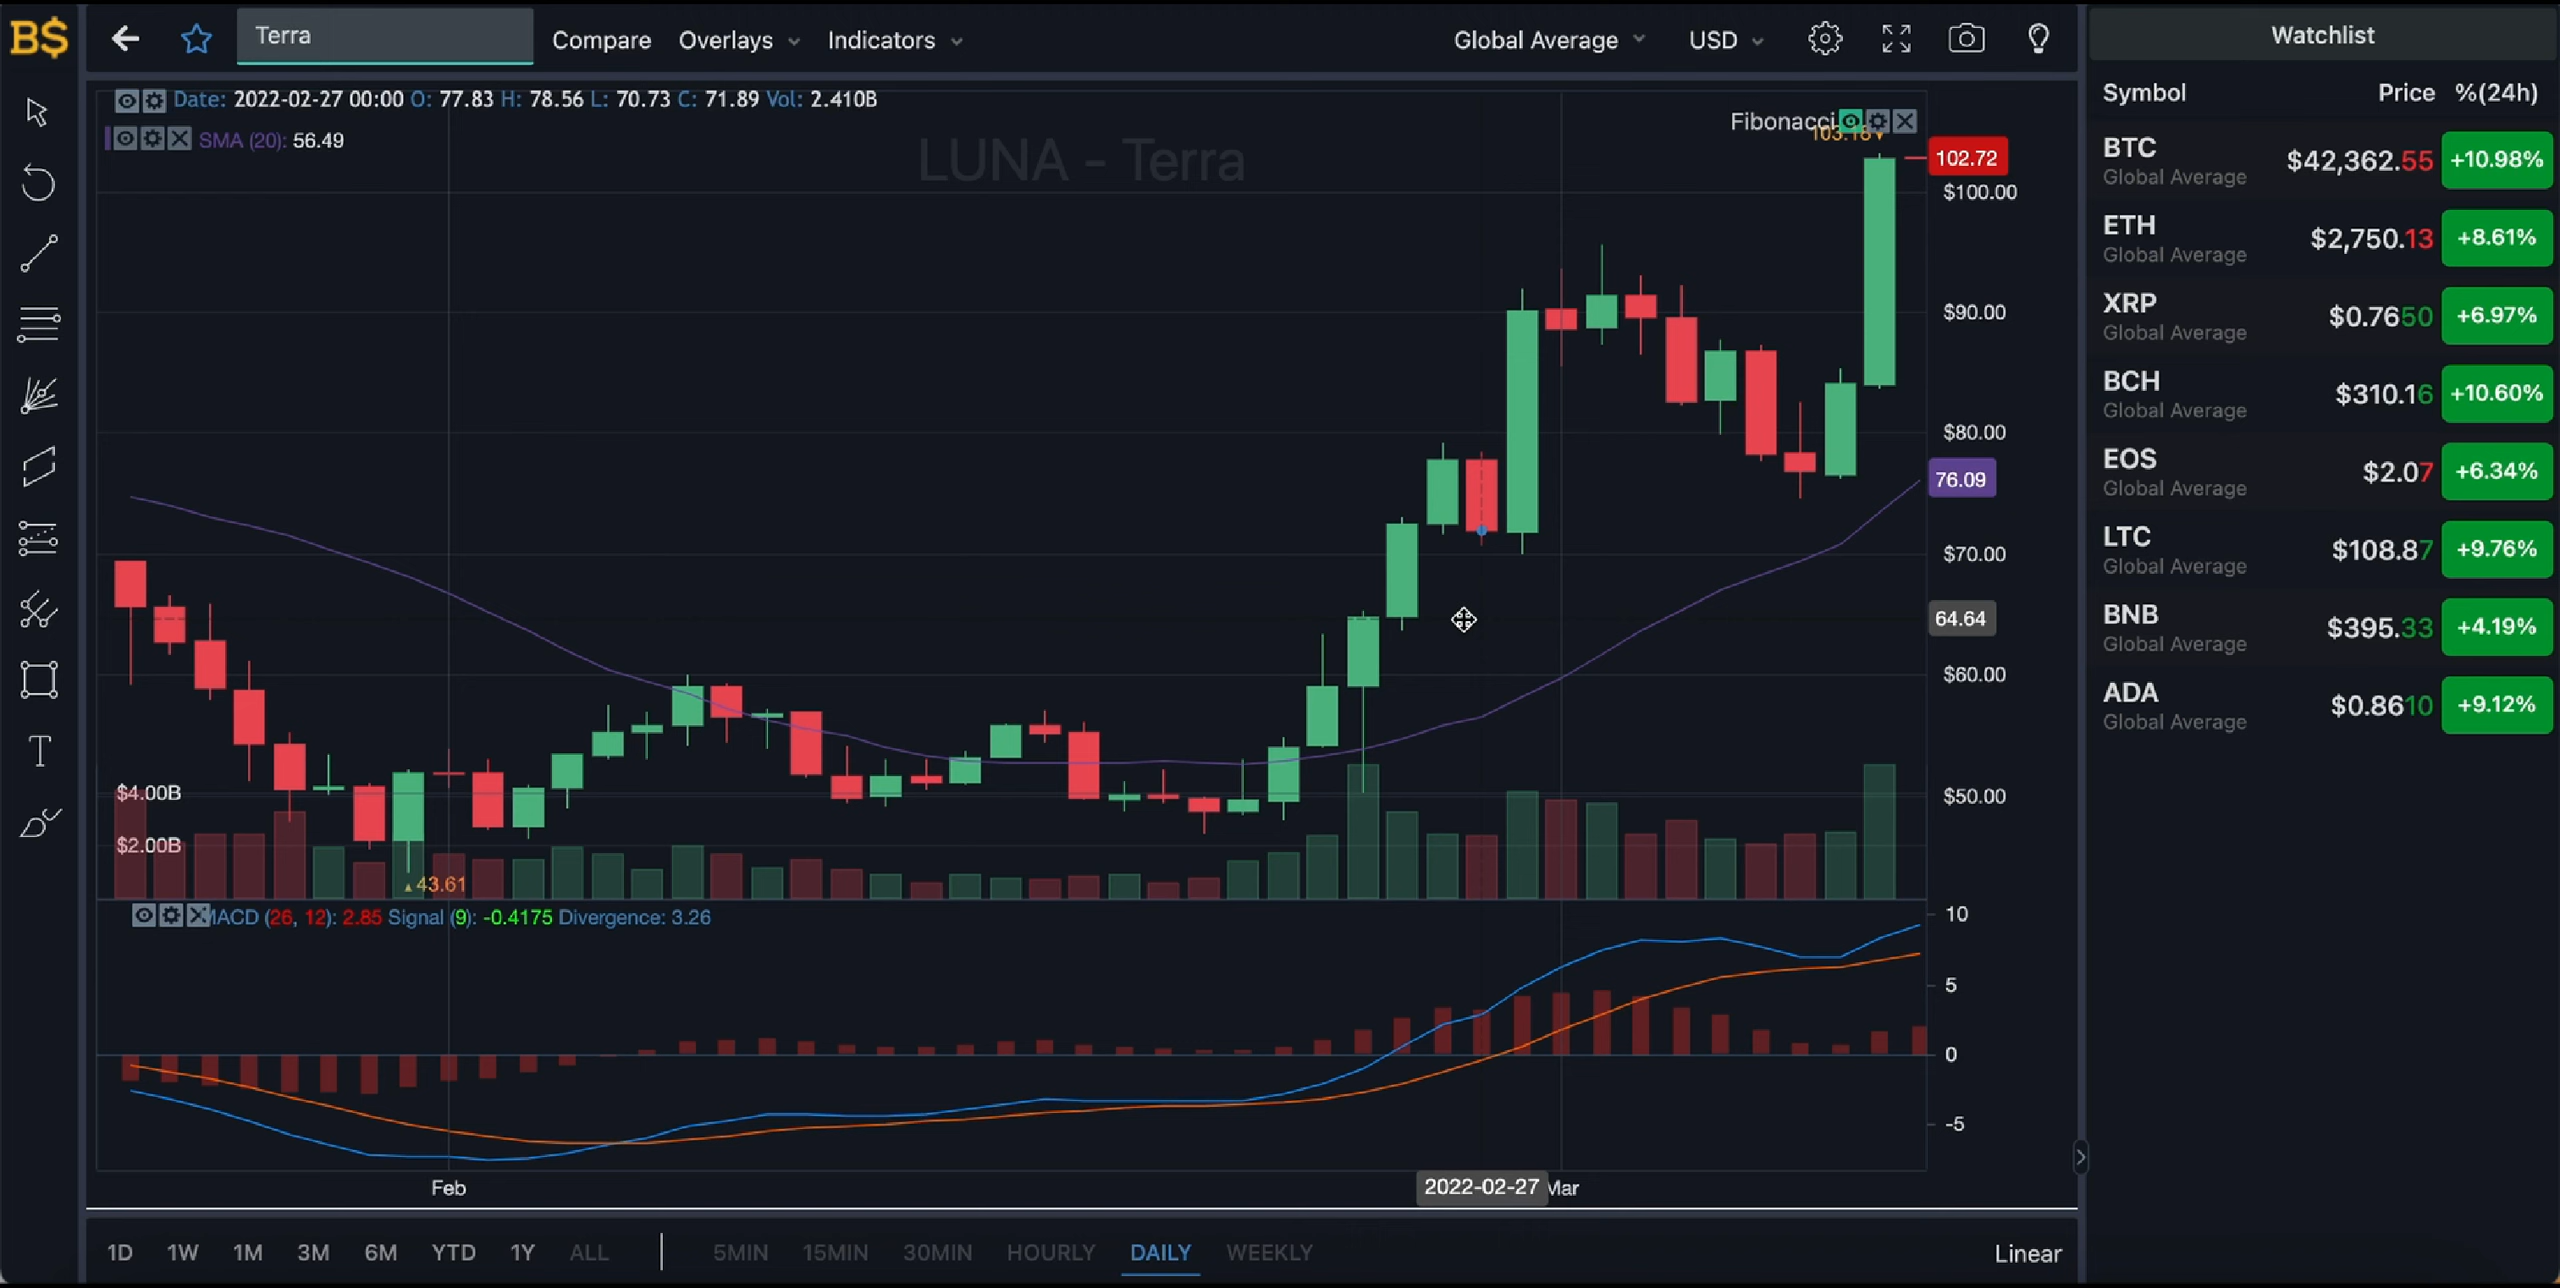 B$
Terra
Compare
Overlays
Indicators
Global Average
USD
Watchlist
Date: 2022-02-27 00:00 O: 77.83 H: 78.56 L: 70.73 C: 71.89 Vol: 2.410B
SMA (20): 56.49
LUNA - Terra
Fibonacci
103.18
102.72
$100.00
$90.00
$80.00
76.09
$70.00
64.64
$60.00
$50.00
$4.00B
$2.00B
43.61
MACD (26, 12): 2.85 Signal (9): -0.4175 Divergence: 3.26
10
5
0
-5
Feb
2022-02-27
Mar
1D 1W 1M 3M 6M YTD 1Y ALL
5MIN 15MIN 30MIN HOURLY DAILY WEEKLY
Linear
Symbol Price %(24h)
BTC $42,362.55 +10.98%
Global Average
ETH $2,750.13 +8.61%
Global Average
XRP $0.7650 +6.97%
Global Average
BCH $310.16 +10.60%
Global Average
EOS $2.07 +6.34%
Global Average
LTC $108.87 +9.76%
Global Average
BNB $395.33 +4.19%
Global Average
ADA $0.8610 +9.12%
Global Average